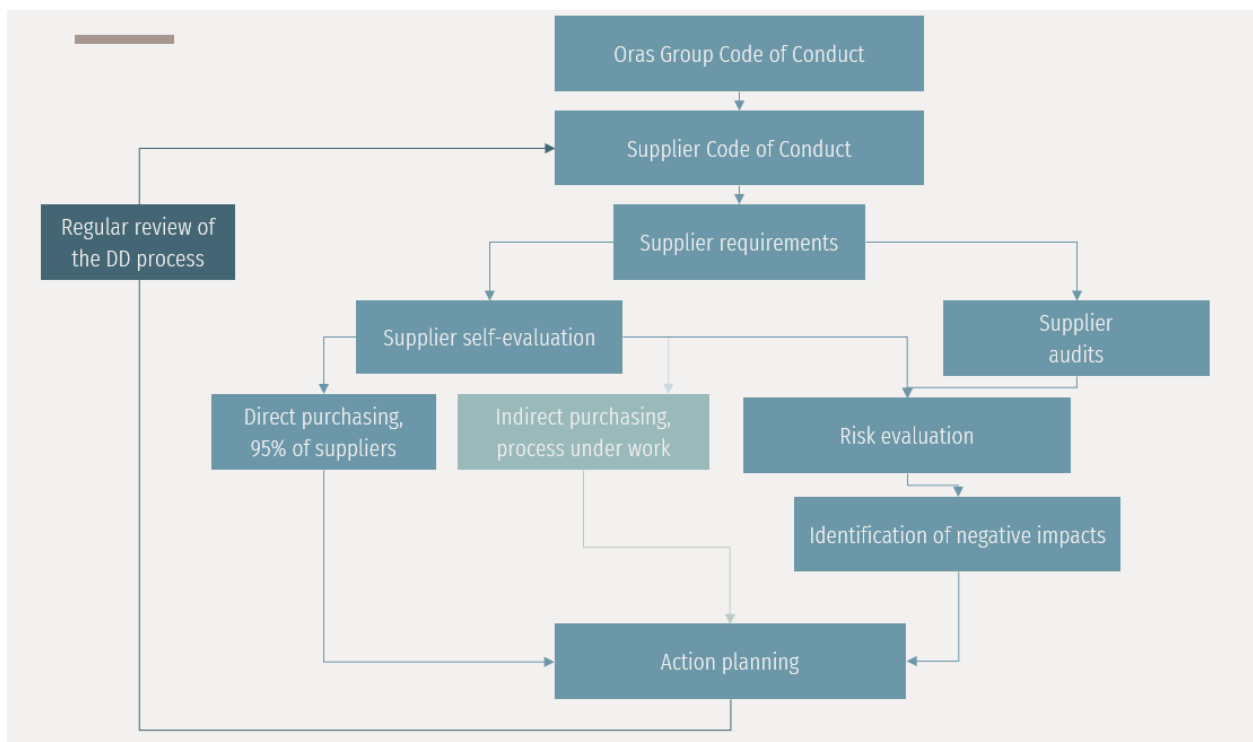 Oras Group Code of Conduct
Supplier Code of Conduct
Regular review of
the DD process
Supplier requirements
Supplier self-evaluation
Supplier
audits
Direct purchasing,
95% of suppliers
Indirect purchasing,
process under work
Risk evaluation
Identification of negative impacts
Action planning